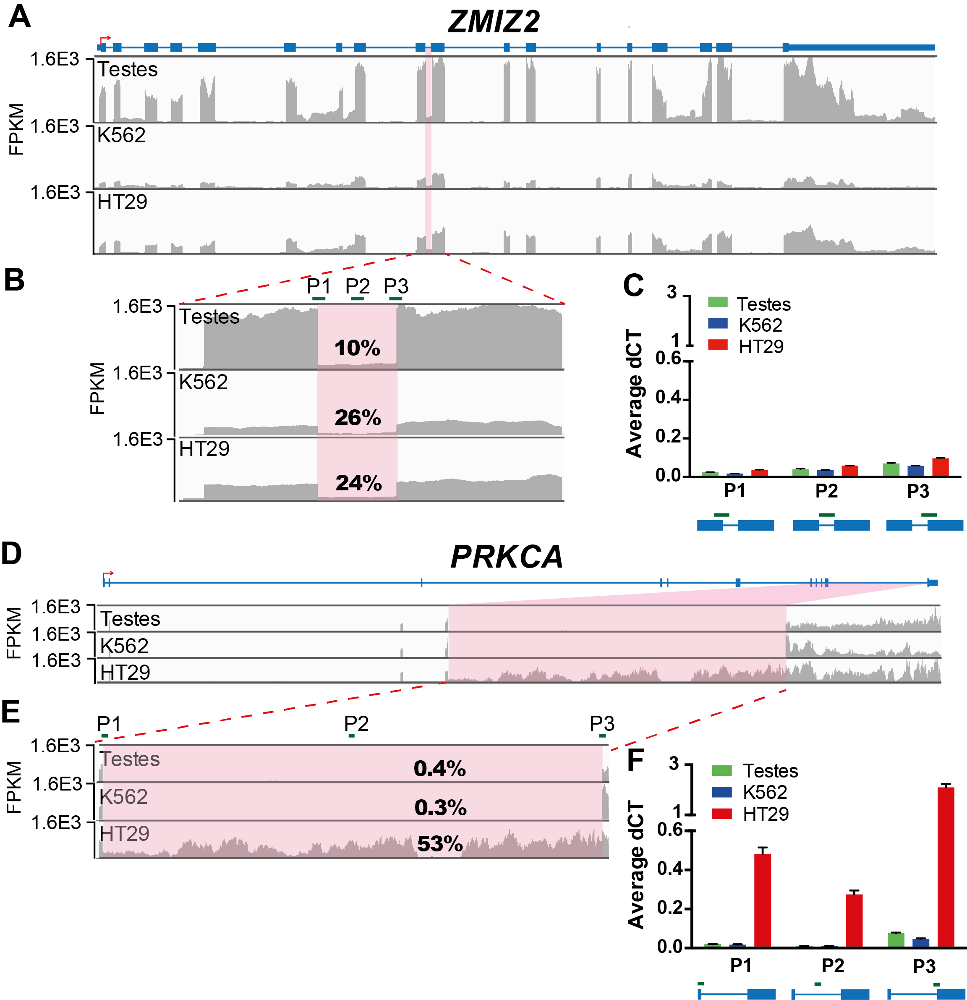 A
ZMIZ2
1.6E3
Testes
1.6E3
K562
1.6E3
HT29
FPKM
B
P1 P2 P3
1.6E3
Testes
10%
1.6E3
K562
26%
1.6E3
HT29
24%
FPKM
C
3
1
0.6
0.4
0.2
0.0
Average dCT
Testes
K562
HT29
P1 P2 P3
D
PRKCA
1.6E3
Testes
1.6E3
K562
1.6E3
HT29
FPKM
E
P1 P2 P3
1.6E3
Testes
0.4%
1.6E3
K562
0.3%
1.6E3
HT29
53%
FPKM
F
3
1
0.6
0.4
0.2
0.0
Average dCT
Testes
K562
HT29
P1 P2 P3